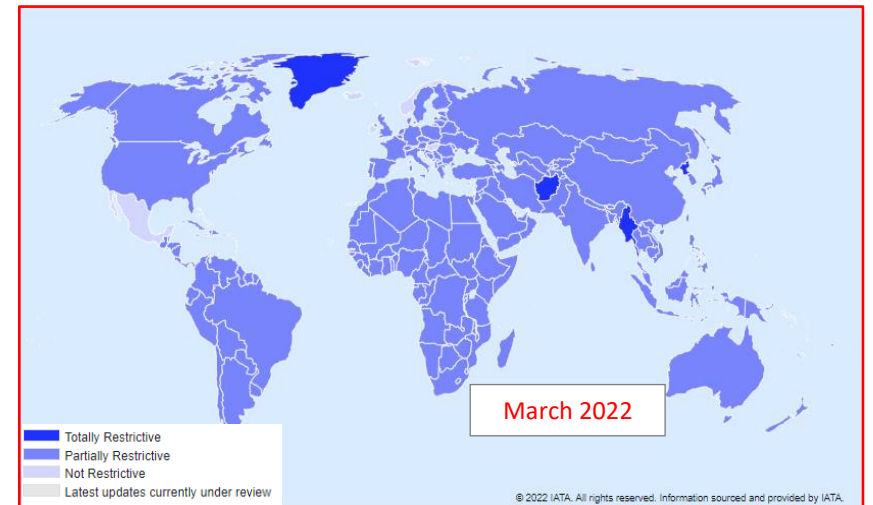 March 2022
Totally Restrictive
Partially Restrictive
Not Restrictive
Latest updates currently under review
© 2022 IATA. All rights reserved. Information sourced and provided by IATA.